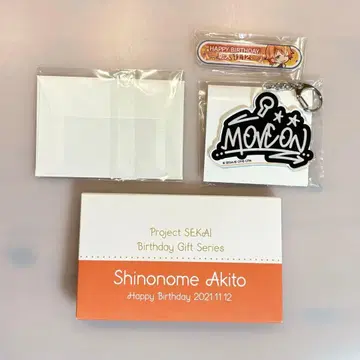 HAPPY BIRTHDAY
MOVE ON
Project SEKAI
Birthday Gift Series
Shinonome Akito
Happy Birthday 2021.11.12